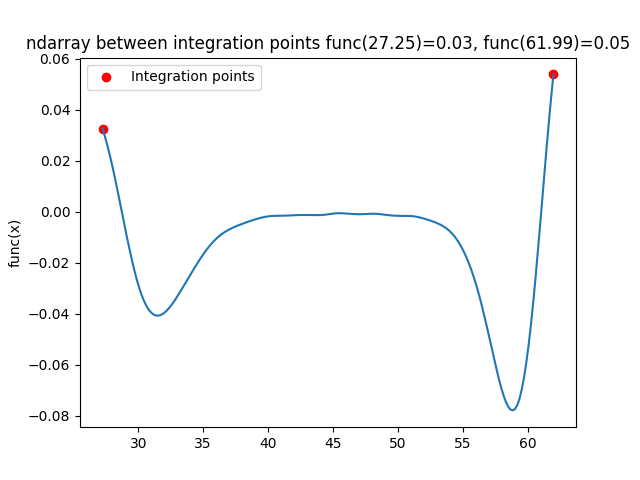 ndarray between integration points func(27.25)=0.03, func(61.99)=0.05
Integration points
func(x)
0.06
0.04
0.02
0.00
−0.02
−0.04
−0.06
−0.08
30 35 40 45 50 55 60